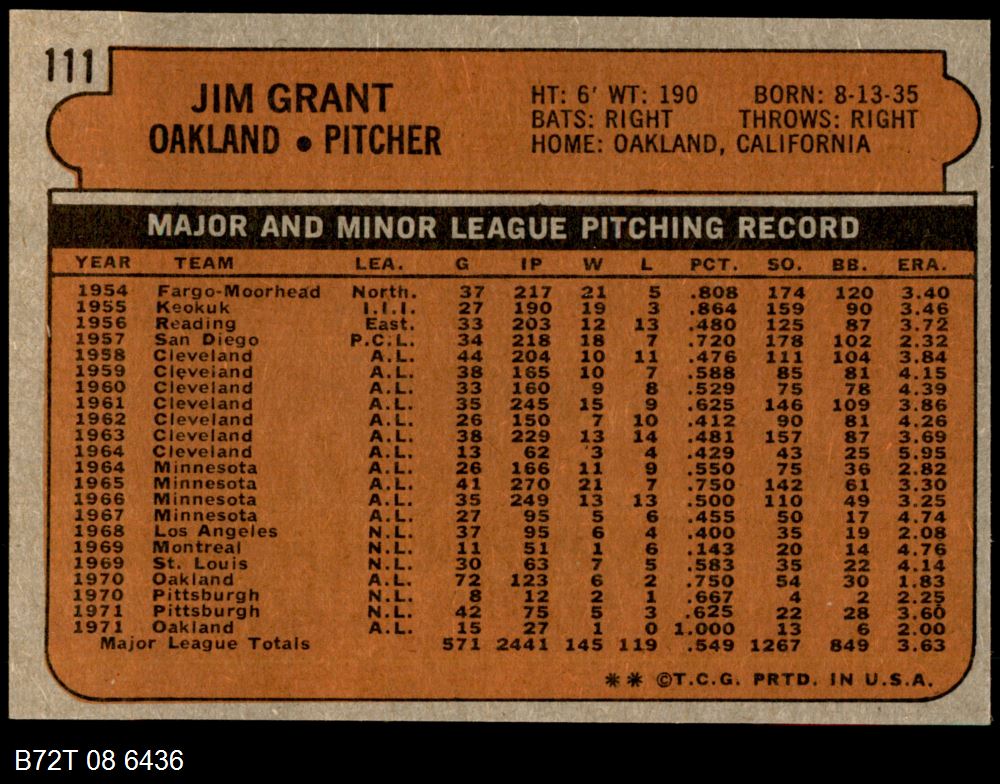 111
JIM GRANT
OAKLAND • PITCHER
HT: 6' WT: 190 BORN: 8-13-35
BATS: RIGHT THROWS: RIGHT
HOME: OAKLAND, CALIFORNIA
MAJOR AND MINOR LEAGUE PITCHING RECORD
YEAR TEAM LEA. G IP W L PCT. SO. BB. ERA.
1954 Fargo-Moorhead North. 37 217 21 5 .808 174 120 3.40
1955 Keokuk I.I.I. 27 190 19 3 .864 159 90 3.46
1956 Reading East. 33 203 12 13 .480 125 87 3.72
1957 San Diego P.C.L. 34 218 18 7 .720 178 102 2.32
1958 Cleveland A.L. 44 204 10 11 .476 111 104 3.84
1959 Cleveland A.L. 38 165 10 7 .588 85 81 4.15
1960 Cleveland A.L. 33 160 9 8 .529 75 78 4.39
1961 Cleveland A.L. 35 245 15 9 .625 146 109 3.86
1962 Cleveland A.L. 26 150 7 10 .412 90 81 4.26
1963 Cleveland A.L. 38 229 13 14 .481 157 87 3.69
1964 Cleveland A.L. 13 62 3 4 .429 43 25 5.95
1964 Minnesota A.L. 26 166 11 9 .550 75 36 2.82
1965 Minnesota A.L. 41 270 21 7 .750 142 61 3.30
1966 Minnesota A.L. 35 249 13 13 .500 110 49 3.25
1967 Minnesota A.L. 27 95 5 6 .455 50 17 4.74
1968 Los Angeles N.L. 37 95 6 4 .400 35 19 2.08
1969 Montreal N.L. 11 51 1 6 .143 20 14 4.76
1969 St. Louis N.L. 30 63 7 5 .583 35 22 4.14
1970 Oakland A.L. 72 123 6 2 .750 54 30 1.83
1970 Pittsburgh N.L. 8 12 2 1 .667 4 2 2.25
1971 Pittsburgh N.L. 42 75 5 3 .625 22 28 3.60
1971 Oakland A.L. 15 27 1 0 1.000 13 6 2.00
Major League Totals 571 2441 145 119 .549 1267 849 3.63
** ©T.C.G. PRTD. IN U.S.A.
B72T 08 6436